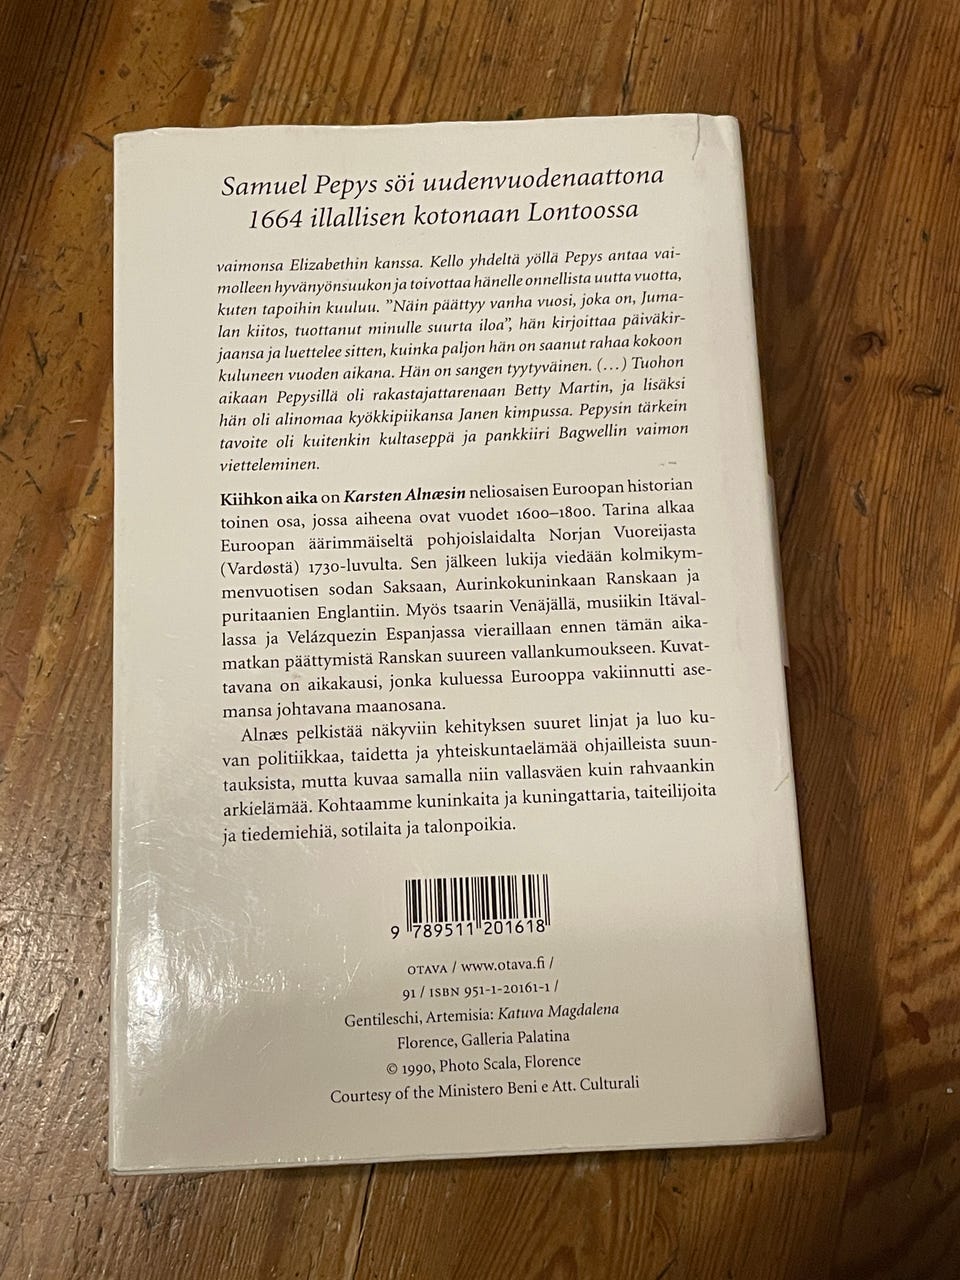 Samuel Pepys söi uudenvuodenaattona
1664 illallisen kotonaan Lontoossa
vaimonsa Elizabethin kanssa. Kello yhdeltä yöllä Pepys antaa vai-
molleen hyvänyönsuukon ja toivottaa hänelle onnellista uutta vuotta,
kuten tapoihin kuuluu. ”Näin päättyy vanha vuosi, joka on, Juma-
lan kiitos, tuottanut minulle suurta iloa”, hän kirjoittaa päiväkir-
jaansa ja luettelee sitten, kuinka paljon hän on saanut rahaa kokoon
kuluneen vuoden aikana. Hän on sangen tyytyväinen. (...) Tuohon
aikaan Pepysillä oli rakastajattarenaan Betty Martin, ja lisäksi
hän oli alinomaa kyökkipiikansa Janen kimpussa. Pepysin tärkein
tavoite oli kuitenkin kultaseppä ja pankkiiri Bagwellin vaimon
vietteleminen.
Kiihkon aika on Karsten Alnæsin neliosaisen Euroopan historian
toinen osa, jossa aiheena ovat vuodet 1600–1800. Tarina alkaa
Euroopan äärimmäiseltä pohjoislaidalta Norjan Vuoreijasta
(Vardøstä) 1730-luvulta. Sen jälkeen lukija viedään kolmikym-
menvuotisen sodan Saksaan, Aurinkokuninkaan Ranskaan ja
puritaanien Englantiin. Myös tsaarin Venäjällä, musiikin Itäval-
lassa ja Velázquezin Espanjassa vieraillaan ennen tämän aika-
matkan päättymistä Ranskan suureen vallankumoukseen. Kuvat-
tavana on aikakausi, jonka kuluessa Eurooppa vakiinnutti ase-
mansa johtavana maanosana.
Alnæs pelkistää näkyviin kehityksen suuret linjat ja luo ku-
van politiikkaa, taidetta ja yhteiskuntaelämää ohjailleista suun-
tauksista, mutta kuvaa samalla niin vallasväen kuin rahvaankin
arkielämää. Kohtaamme kuninkaita ja kuningattaria, taiteilijoita
ja tiedemiehiä, sotilaita ja talonpoikia.
9 789511 201618
OTAVA / www.otava.fi /
91 / ISBN 951-1-20161-1 /
Gentileschi, Artemisia: Katuva Magdalena
Florence, Galleria Palatina
© 1990, Photo Scala, Florence
Courtesy of the Ministero Beni e Att. Culturali